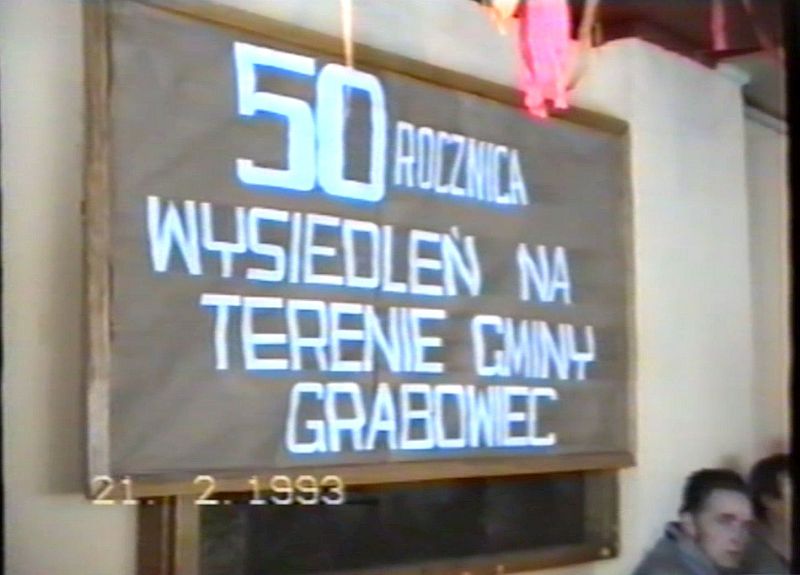 50 ROCZNICA
WYSIEDLEŃ NA
TERENIE GMINY
GRABOWIEC
21. 2.1993